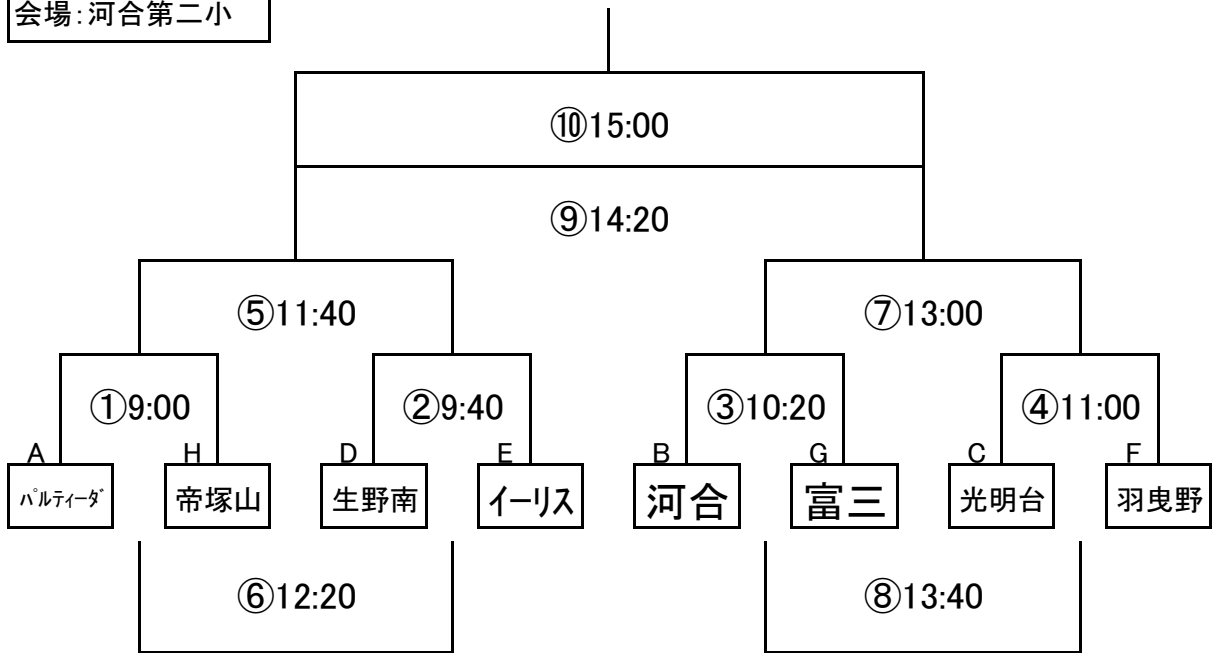 会場:河合第二小
⑩15:00
⑨14:20
⑤11:40
⑦13:00
①9:00
②9:40
③10:20
④11:00
A
H
D
E
B
G
C
F
ﾊﾟﾙﾃｨｰﾀﾞ
帝塚山
生野南
イーリス
河合
富三
光明台
羽曳野
⑥12:20
⑧13:40